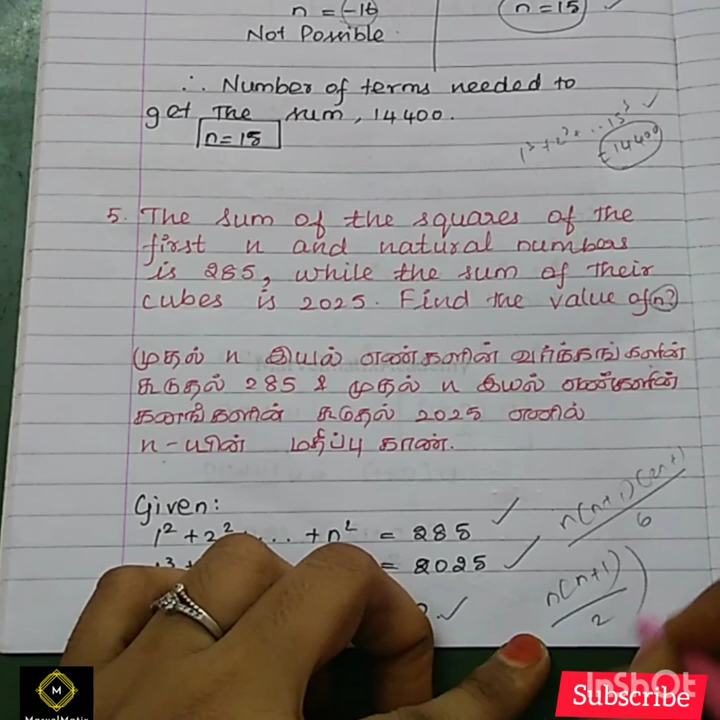 n = -16
n = 15
Not Possible.
∴ Number of terms needed to
get The sum, 14400.
n = 15
1³ + 2³ + ... 15³
= 14400
5. The sum of the squares of the
first n and natural numbers
is 285, while the sum of their
cubes is 2025. Find the value of n?
முதல் n இயல் எண்களின் வர்க்கங்களின்
கூடுதல் 285 & முதல் n இயல் எண்களின்
கனங்களின் கூடுதல் 2025 எனில்
n-யின் மதிப்பு காண்.
Given:
1² + 2² + ... + n² = 285
n(n+1)(2n+1)
6
= 2025
n(n+1)
2
M
MarvelMatix
InShOt
Subscribe